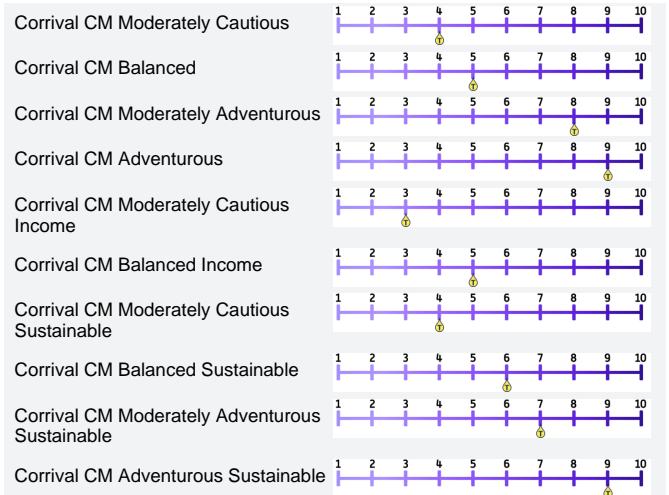 Corrival CM Moderately Cautious
1 2 3 4 5 6 7 8 9 10
T
Corrival CM Balanced
1 2 3 4 5 6 7 8 9 10
T
Corrival CM Moderately Adventurous
1 2 3 4 5 6 7 8 9 10
T
Corrival CM Adventurous
1 2 3 4 5 6 7 8 9 10
T
Corrival CM Moderately Cautious
Income
1 2 3 4 5 6 7 8 9 10
T
Corrival CM Balanced Income
1 2 3 4 5 6 7 8 9 10
T
Corrival CM Moderately Cautious
Sustainable
1 2 3 4 5 6 7 8 9 10
T
Corrival CM Balanced Sustainable
1 2 3 4 5 6 7 8 9 10
T
Corrival CM Moderately Adventurous
Sustainable
1 2 3 4 5 6 7 8 9 10
T
Corrival CM Adventurous Sustainable
1 2 3 4 5 6 7 8 9 10
T